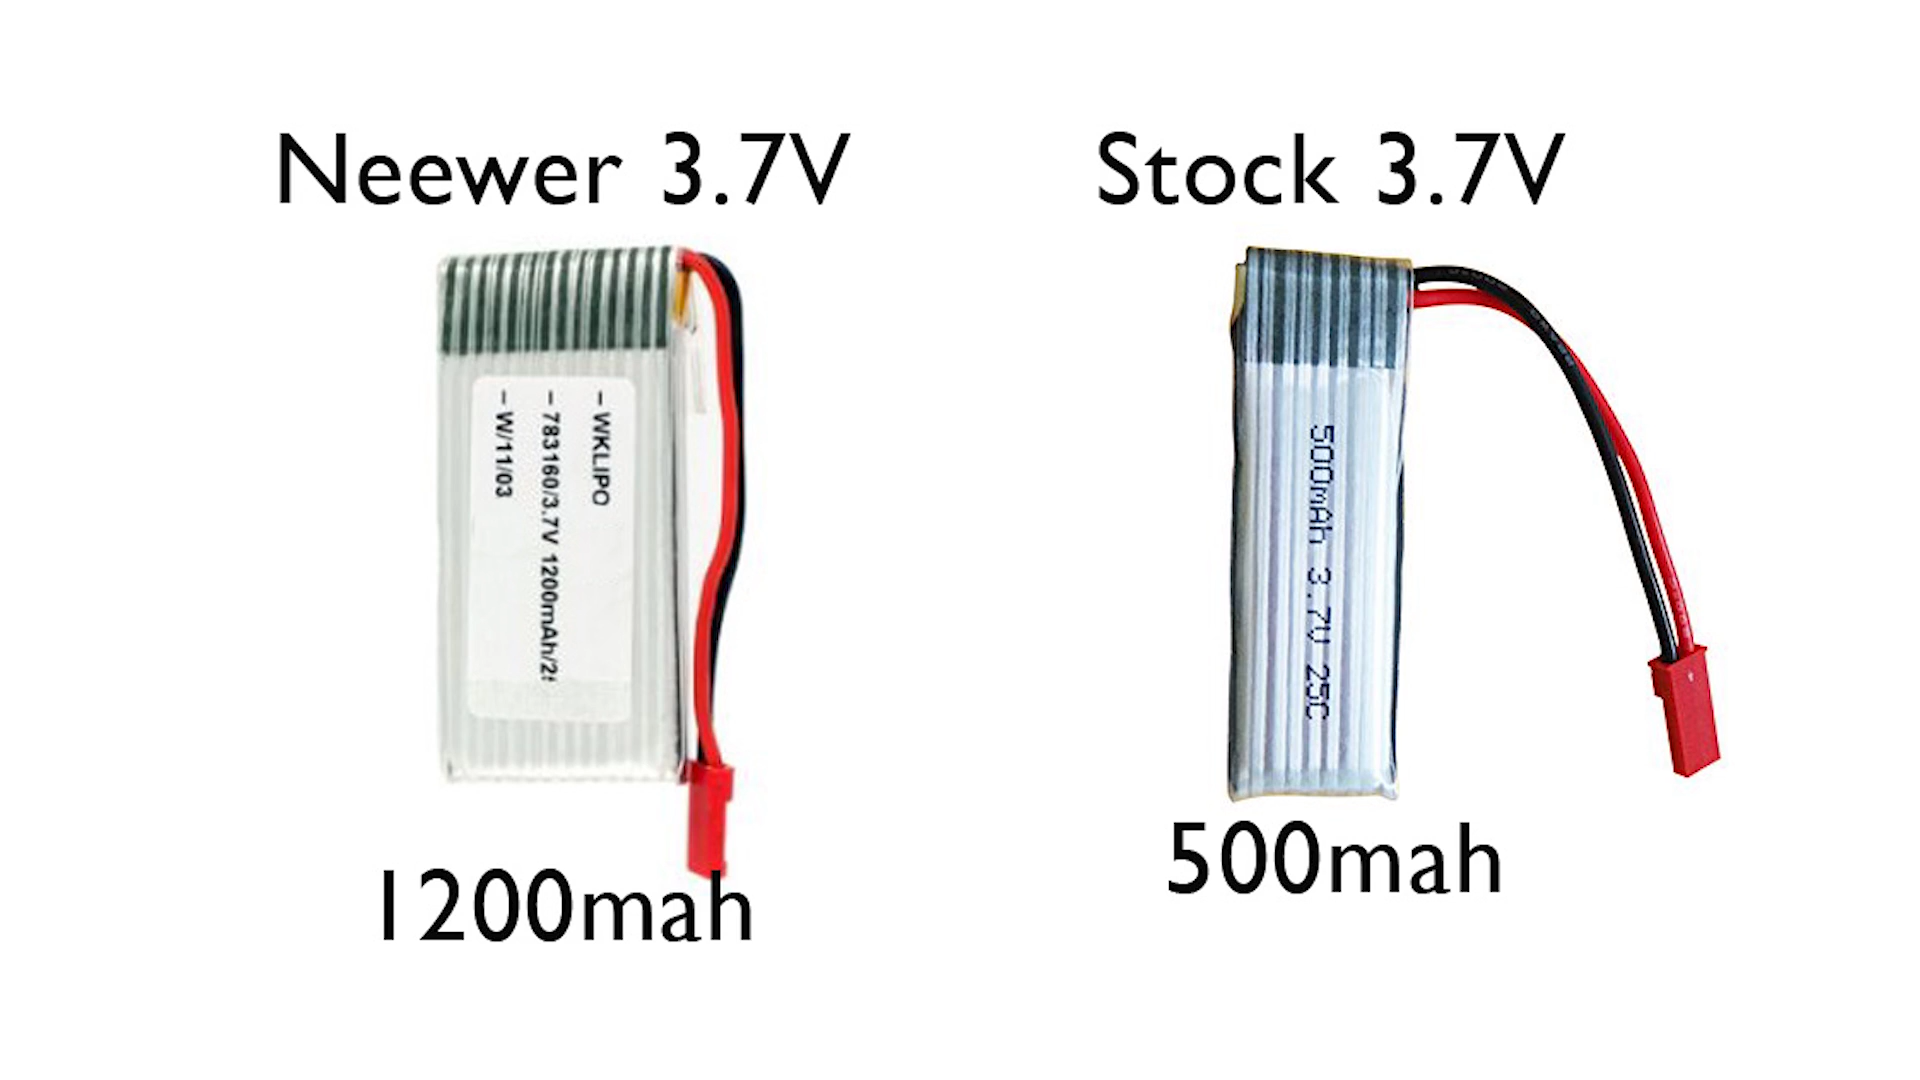 Neewer 3.7V
Stock 3.7V
– WKLIPO
– 783160/3.7V 1200mAh/2
– W/11/03
500mAh 3.7V 25C
1200mah
500mah